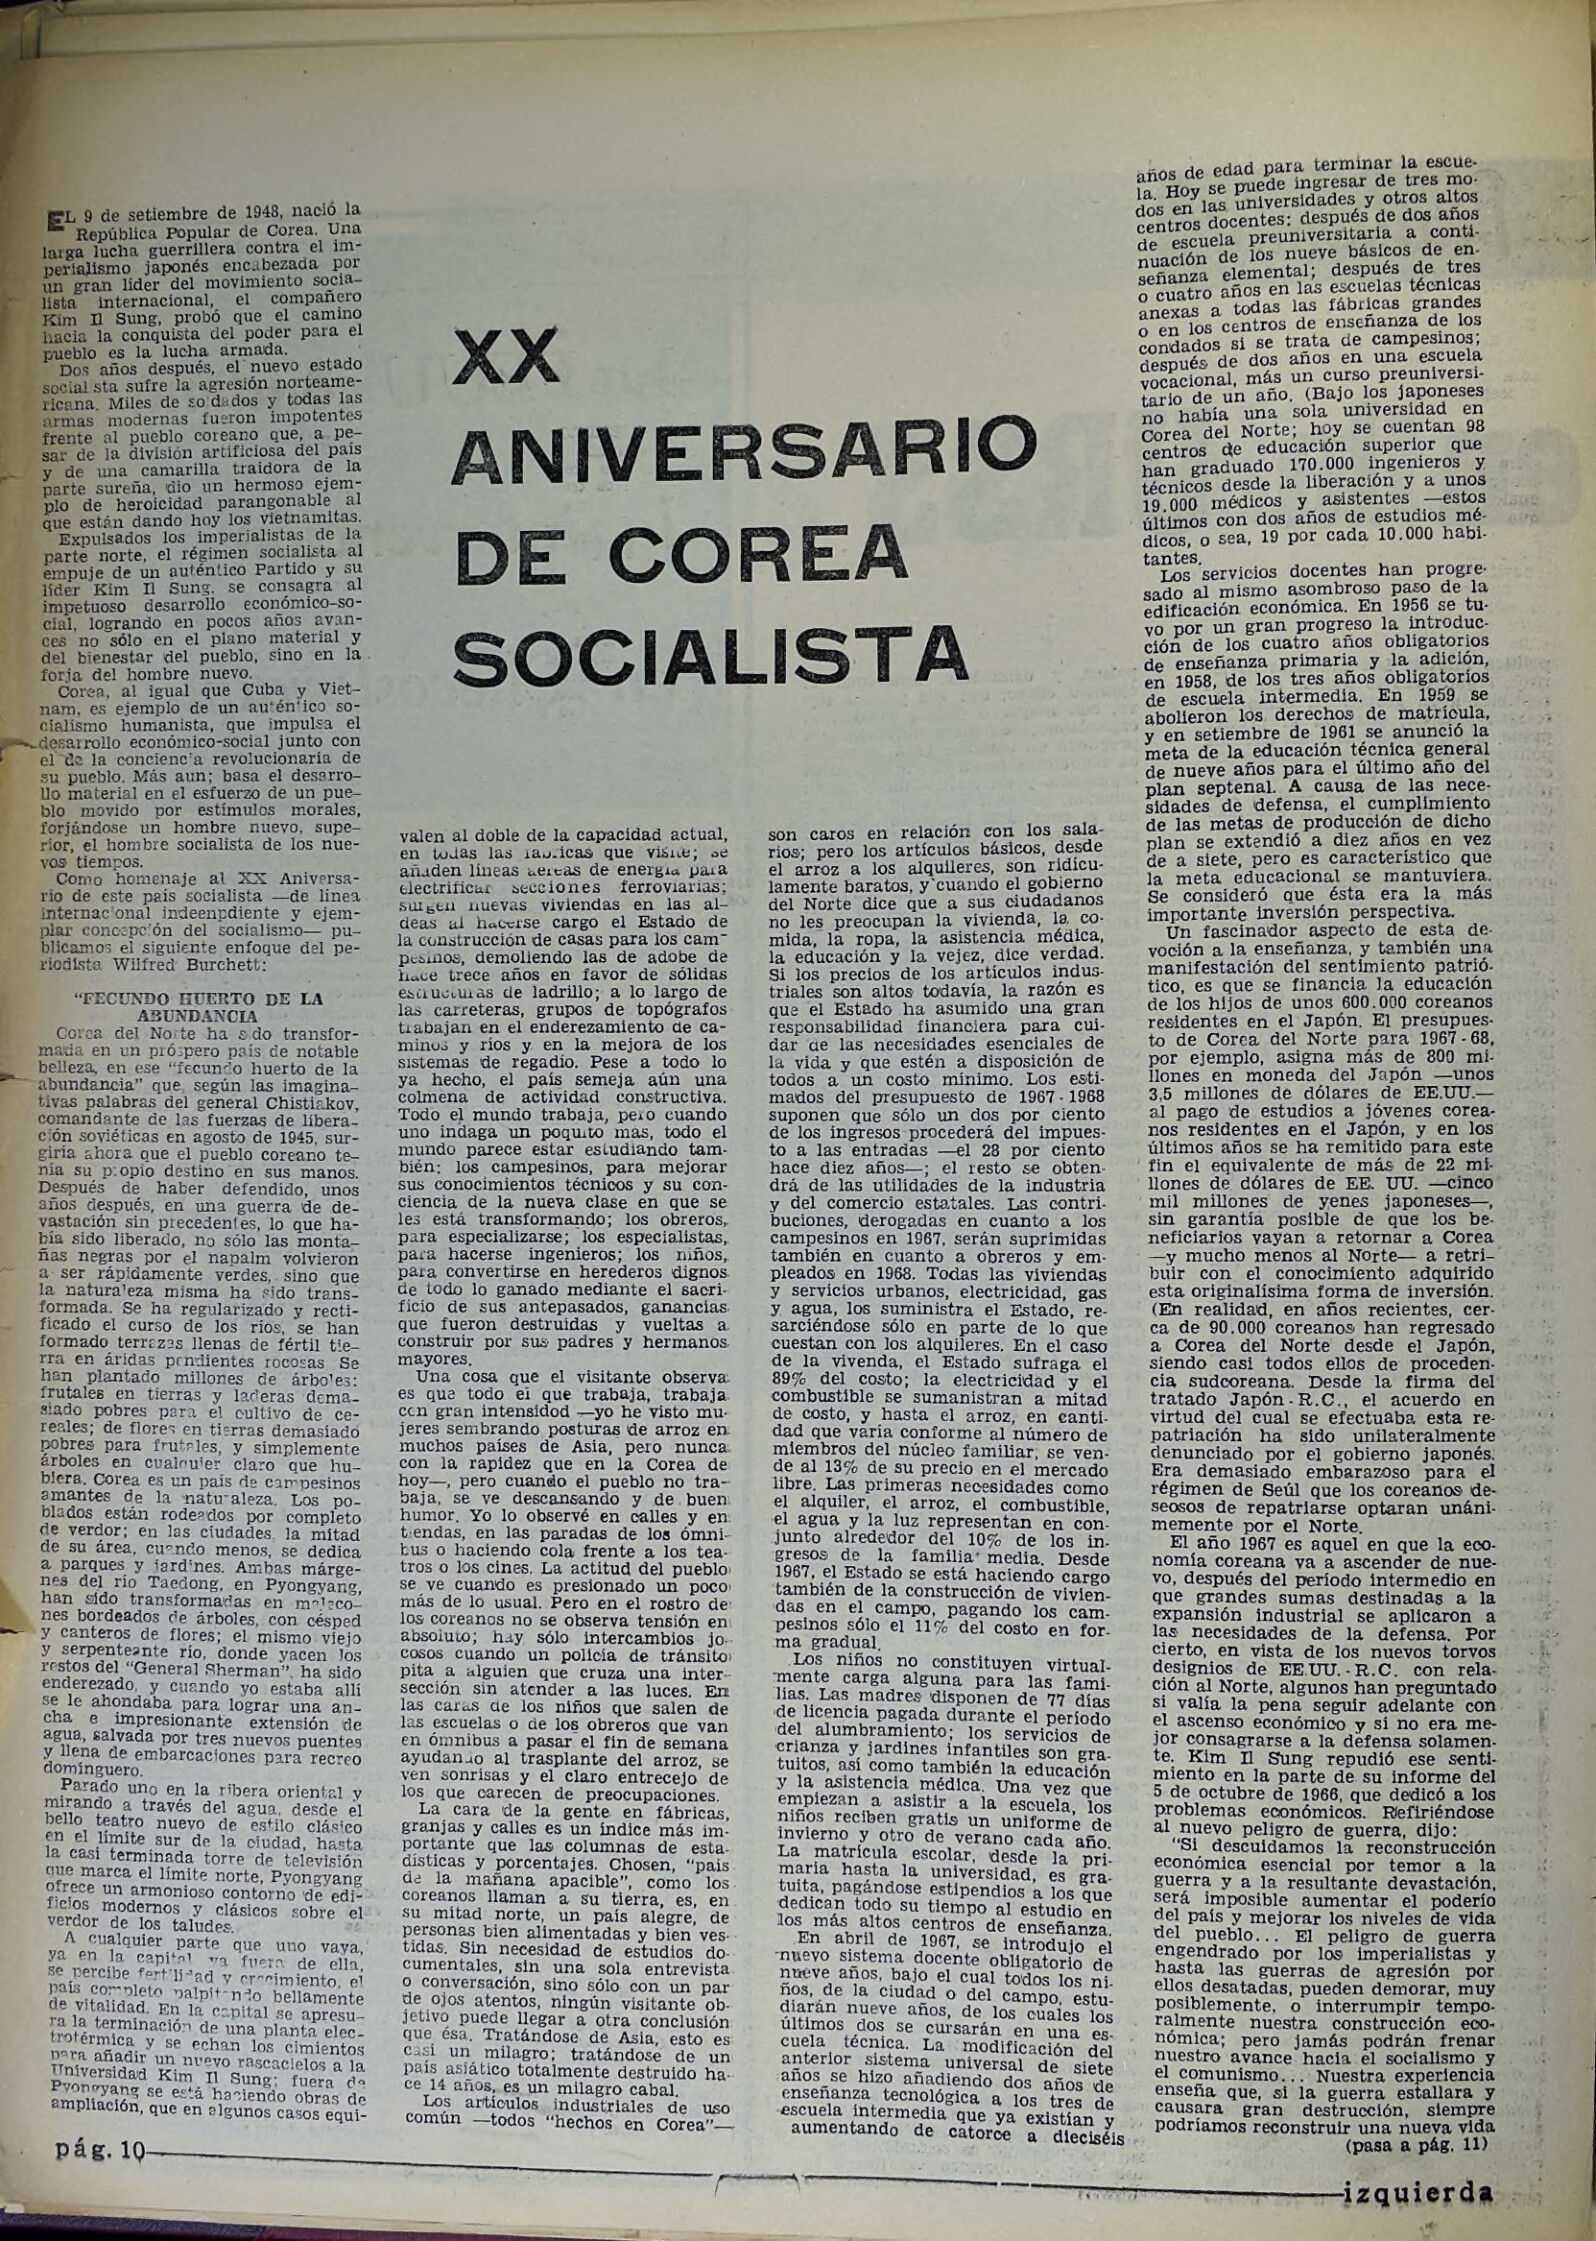 XX
ANIVERSARIO
DE COREA
SOCIALISTA
EL 9 de setiembre de 1948, nació la
República Popular de Corea. Una
larga lucha guerrillera contra el im-
perialismo japonés encabezada por
un gran líder del movimiento socia-
lista internacional, el compañero
Kim Il Sung, probó que el camino
hacia la conquista del poder para el
pueblo es la lucha armada.
Dos años después, el nuevo estado
social sta sufre la agresión norteame-
ricana. Miles de soldados y todas las
armas modernas fueron impotentes
frente al pueblo coreano que, a pe-
sar de la división artificiosa del país
y de una camarilla traidora de la
parte sureña, dio un hermoso ejem-
plo de heroicidad parangonable al
que están dando hoy los vietnamitas.
Expulsados los imperialistas de la
parte norte, el régimen socialista al
empuje de un auténtico Partido y su
líder Kim Il Sung, se consagra al
impetuoso desarrollo económico-so-
cial, logrando en pocos años avan-
ces no sólo en el plano material y
del bienestar del pueblo, sino en la
forja del hombre nuevo.
Corea, al igual que Cuba y Viet-
nam, es ejemplo de un auténtico so-
cialismo humanista, que impulsa el
desarrollo económico-social junto con
el de la conciencia revolucionaria de
su pueblo. Más aun; basa el desarro-
llo material en el esfuerzo de un pue-
blo movido por estímulos morales,
forjándose un hombre nuevo, supe-
rior, el hombre socialista de los nue-
vos tiempos.
Como homenaje al XX Aniversa-
rio de este país socialista —de línea
internacional indeenpdiente y ejem-
plar concepción del socialismo— pu-
blicamos el siguiente enfoque del pe-
riodista Wilfred Burchett:
"FECUNDO HUERTO DE LA
ABUNDANCIA
Corea del Norte ha sido transfor-
mada en un próspero país de notable
belleza, en ese "fecundo huerto de la
abundancia" que, según las imagina-
tivas palabras del general Chistiakov,
comandante de las fuerzas de libera-
ción soviéticas en agosto de 1945, sur-
giría ahora que el pueblo coreano te-
nía su propio destino en sus manos.
Después de haber defendido, unos
años después, en una guerra de de-
vastación sin precedentes, lo que ha-
bía sido liberado, no sólo las monta-
ñas negras por el napalm volvieron
a ser rápidamente verdes, sino que
la naturaleza misma ha sido trans-
formada. Se ha regularizado y recti-
ficado el curso de los ríos, se han
formado terrazas llenas de fértil tie-
rra en áridas pendientes rocosas Se
han plantado millones de árboles:
frutales en tierras y laderas dema-
siado pobres para el cultivo de ce-
reales; de flores en tierras demasiado
pobres para frutales, y simplemente
árboles en cualquier claro que hu-
biera. Corea es un país de campesinos
amantes de la naturaleza. Los po-
blados están rodeados por completo
de verdor; en las ciudades, la mitad
de su área, cuando menos, se dedica
a parques y jardines. Ambas márge-
nes del río Taedong, en Pyongyang,
han sido transformadas en maleco-
nes bordeados de árboles, con césped
y canteros de flores; el mismo viejo
y serpenteante río, donde yacen los
restos del "General Sherman", ha sido
enderezado, y cuando yo estaba allí
se le ahondaba para lograr una an-
cha e impresionante extensión de
agua, salvada por tres nuevos puentes
y llena de embarcaciones para recreo
dominguero.
Parado uno en la ribera oriental y
mirando a través del agua, desde el
bello teatro nuevo de estilo clásico
en el límite sur de la ciudad, hasta
la casi terminada torre de televisión
que marca el límite norte, Pyongyang
ofrece un armonioso contorno de edi-
ficios modernos y clásicos sobre el
verdor de los taludes.
A cualquier parte que uno vaya,
ya en la capital ya fuera de ella,
se percibe fertilidad y crecimiento, el
país completo palpitando bellamente
de vitalidad. En la capital se apresu-
ra la terminación de una planta elec-
trotérmica y se echan los cimientos
para añadir un nuevo rascacielos a la
Universidad Kim Il Sung; fuera de
Pyongyang se está haciendo obras de
ampliación, que en algunos casos equi-
valen al doble de la capacidad actual,
en todas las fábricas que visité; se
añaden líneas aéreas de energía para
electrificar secciones ferroviarias;
surgen nuevas viviendas en las al-
deas al hacerse cargo el Estado de
la construcción de casas para los cam-
pesinos, demoliendo las de adobe de
hace trece años en favor de sólidas
estructuras de ladrillo; a lo largo de
las carreteras, grupos de topógrafos
trabajan en el enderezamiento de ca-
minos y ríos y en la mejora de los
sistemas de regadío. Pese a todo lo
ya hecho, el país semeja aún una
colmena de actividad constructiva.
Todo el mundo trabaja, pero cuando
uno indaga un poquito mas, todo el
mundo parece estar estudiando tam-
bién: los campesinos, para mejorar
sus conocimientos técnicos y su con-
ciencia de la nueva clase en que se
les está transformando; los obreros,
para especializarse; los especialistas,
para hacerse ingenieros; los niños,
para convertirse en herederos dignos
de todo lo ganado mediante el sacri-
ficio de sus antepasados, ganancias
que fueron destruidas y vueltas a
construir por sus padres y hermanos
mayores.
Una cosa que el visitante observa
es que todo el que trabaja, trabaja
con gran intensidod —yo he visto mu-
jeres sembrando posturas de arroz en
muchos países de Asia, pero nunca
con la rapidez que en la Corea de
hoy—, pero cuando el pueblo no tra-
baja, se ve descansando y de buen
humor. Yo lo observé en calles y en
tiendas, en las paradas de los ómni-
bus o haciendo cola frente a los tea-
tros o los cines. La actitud del pueblo
se ve cuando es presionado un poco
más de lo usual. Pero en el rostro de
los coreanos no se observa tensión en
absoluto; hay sólo intercambios jo-
cosos cuando un policía de tránsito
pita a alguien que cruza una inter-
sección sin atender a las luces. En
las caras de los niños que salen de
las escuelas o de los obreros que van
en ómnibus a pasar el fin de semana
ayudando al trasplante del arroz, se
ven sonrisas y el claro entrecejo de
los que carecen de preocupaciones.
La cara de la gente en fábricas,
granjas y calles es un índice más im-
portante que las columnas de esta-
dísticas y porcentajes. Chosen, "país
de la mañana apacible", como los
coreanos llaman a su tierra, es, en
su mitad norte, un país alegre, de
personas bien alimentadas y bien ves-
tidas. Sin necesidad de estudios do-
cumentales, sin una sola entrevista
o conversación, sino sólo con un par
de ojos atentos, ningún visitante ob-
jetivo puede llegar a otra conclusión
que ésa. Tratándose de Asia, esto es
casi un milagro; tratándose de un
país asiático totalmente destruido ha-
ce 14 años, es un milagro cabal.
Los artículos industriales de uso
común —todos "hechos en Corea"—
son caros en relación con los sala-
rios; pero los artículos básicos, desde
el arroz a los alquileres, son ridícu-
lamente baratos, y cuando el gobierno
del Norte dice que a sus ciudadanos
no les preocupan la vivienda, la co-
mida, la ropa, la asistencia médica,
la educación y la vejez, dice verdad.
Si los precios de los artículos indus-
triales son altos todavía, la razón es
que el Estado ha asumido una gran
responsabilidad financiera para cui-
dar de las necesidades esenciales de
la vida y que estén a disposición de
todos a un costo mínimo. Los esti-
mados del presupuesto de 1967-1968
suponen que sólo un dos por ciento
de los ingresos procederá del impues-
to a las entradas —el 28 por ciento
hace diez años—; el resto se obten-
drá de las utilidades de la industria
y del comercio estatales. Las contri-
buciones, derogadas en cuanto a los
campesinos en 1967, serán suprimidas
también en cuanto a obreros y em-
pleados en 1968. Todas las viviendas
y servicios urbanos, electricidad, gas
y agua, los suministra el Estado, re-
sarciéndose sólo en parte de lo que
cuestan con los alquileres. En el caso
de la vivenda, el Estado sufraga el
89% del costo; la electricidad y el
combustible se sumanistran a mitad
de costo, y hasta el arroz, en canti-
dad que varía conforme al número de
miembros del núcleo familiar, se ven-
de al 13% de su precio en el mercado
libre. Las primeras necesidades como
el alquiler, el arroz, el combustible,
el agua y la luz representan en con-
junto alrededor del 10% de los in-
gresos de la familia media. Desde
1967, el Estado se está haciendo cargo
también de la construcción de vivien-
das en el campo, pagando los cam-
pesinos sólo el 11% del costo en for-
ma gradual.
Los niños no constituyen virtual-
mente carga alguna para las fami-
lias. Las madres disponen de 77 días
de licencia pagada durante el período
del alumbramiento; los servicios de
crianza y jardines infantiles son gra-
tuitos, así como también la educación
y la asistencia médica. Una vez que
empiezan a asistir a la escuela, los
niños reciben gratis un uniforme de
invierno y otro de verano cada año.
La matrícula escolar, desde la pri-
maria hasta la universidad, es gra-
tuita, pagándose estipendios a los que
dedican todo su tiempo al estudio en
los más altos centros de enseñanza.
En abril de 1967, se introdujo el
nuevo sistema docente obligatorio de
nueve años, bajo el cual todos los ni-
ños, de la ciudad o del campo, estu-
diarán nueve años, de los cuales los
últimos dos se cursarán en una es-
cuela técnica. La modificación del
anterior sistema universal de siete
años se hizo añadiendo dos años de
enseñanza tecnológica a los tres de
escuela intermedia que ya existían y
aumentando de catorce a dieciséis
años de edad para terminar la escue-
la. Hoy se puede ingresar de tres mo-
dos en las universidades y otros altos
centros docentes: después de dos años
de escuela preuniversitaria a conti-
nuación de los nueve básicos de en-
señanza elemental; después de tres
o cuatro años en las escuelas técnicas
anexas a todas las fábricas grandes
o en los centros de enseñanza de los
condados si se trata de campesinos;
después de dos años en una escuela
vocacional, más un curso preuniversi-
tario de un año. (Bajo los japoneses
no había una sola universidad en
Corea del Norte; hoy se cuentan 98
centros de educación superior que
han graduado 170.000 ingenieros y
técnicos desde la liberación y a unos
19.000 médicos y asistentes —estos
últimos con dos años de estudios mé-
dicos, o sea, 19 por cada 10.000 habi-
tantes.
Los servicios docentes han progre-
sado al mismo asombroso paso de la
edificación económica. En 1956 se tu-
vo por un gran progreso la introduc-
ción de los cuatro años obligatorios
de enseñanza primaria y la adición,
en 1958, de los tres años obligatorios
de escuela intermedia. En 1959 se
abolieron los derechos de matrícula,
y en setiembre de 1961 se anunció la
meta de la educación técnica general
de nueve años para el último año del
plan septenal. A causa de las nece-
sidades de defensa, el cumplimiento
de las metas de producción de dicho
plan se extendió a diez años en vez
de a siete, pero es característico que
la meta educacional se mantuviera.
Se consideró que ésta era la más
importante inversión perspectiva.
Un fascinador aspecto de esta de-
voción a la enseñanza, y también una
manifestación del sentimiento patrió-
tico, es que se financia la educación
de los hijos de unos 600.000 coreanos
residentes en el Japón. El presupues-
to de Corea del Norte para 1967-68,
por ejemplo, asigna más de 800 mi-
llones en moneda del Japón —unos
3,5 millones de dólares de EE.UU.—
al pago de estudios a jóvenes corea-
nos residentes en el Japón, y en los
últimos años se ha remitido para este
fin el equivalente de más de 22 mi-
llones de dólares de EE. UU. —cinco
mil millones de yenes japoneses—,
sin garantía posible de que los be-
neficiarios vayan a retornar a Corea
—y mucho menos al Norte— a retri-
buir con el conocimiento adquirido
esta originalísima forma de inversión.
(En realidad, en años recientes, cer-
ca de 90.000 coreanos han regresado
a Corea del Norte desde el Japón,
siendo casi todos ellos de proceden-
cia sudcoreana. Desde la firma del
tratado Japón-R.C., el acuerdo en
virtud del cual se efectuaba esta re-
patriación ha sido unilateralmente
denunciado por el gobierno japonés.
Era demasiado embarazoso para el
régimen de Seúl que los coreanos de-
seosos de repatriarse optaran unáni-
memente por el Norte.
El año 1967 es aquel en que la eco-
nomía coreana va a ascender de nue-
vo, después del período intermedio en
que grandes sumas destinadas a la
expansión industrial se aplicaron a
las necesidades de la defensa. Por
cierto, en vista de los nuevos torvos
designios de EE.UU.-R.C. con rela-
ción al Norte, algunos han preguntado
si valía la pena seguir adelante con
el ascenso económico y si no era me-
jor consagrarse a la defensa solamen-
te. Kim Il Sung repudió ese senti-
miento en la parte de su informe del
5 de octubre de 1966, que dedicó a los
problemas económicos. Refiriéndose
al nuevo peligro de guerra, dijo:
"Si descuidamos la reconstrucción
económica esencial por temor a la
guerra y a la resultante devastación,
será imposible aumentar el poderío
del país y mejorar los niveles de vida
del pueblo... El peligro de guerra
engendrado por los imperialistas y
hasta las guerras de agresión por
ellos desatadas, pueden demorar, muy
posiblemente, o interrumpir tempo-
ralmente nuestra construcción eco-
nómica; pero jamás podrán frenar
nuestro avance hacia el socialismo y
el comunismo... Nuestra experiencia
enseña que, si la guerra estallara y
causara gran destrucción, siempre
podríamos reconstruir una nueva vida
(pasa a pág. 11)
pág. 10
izquierda